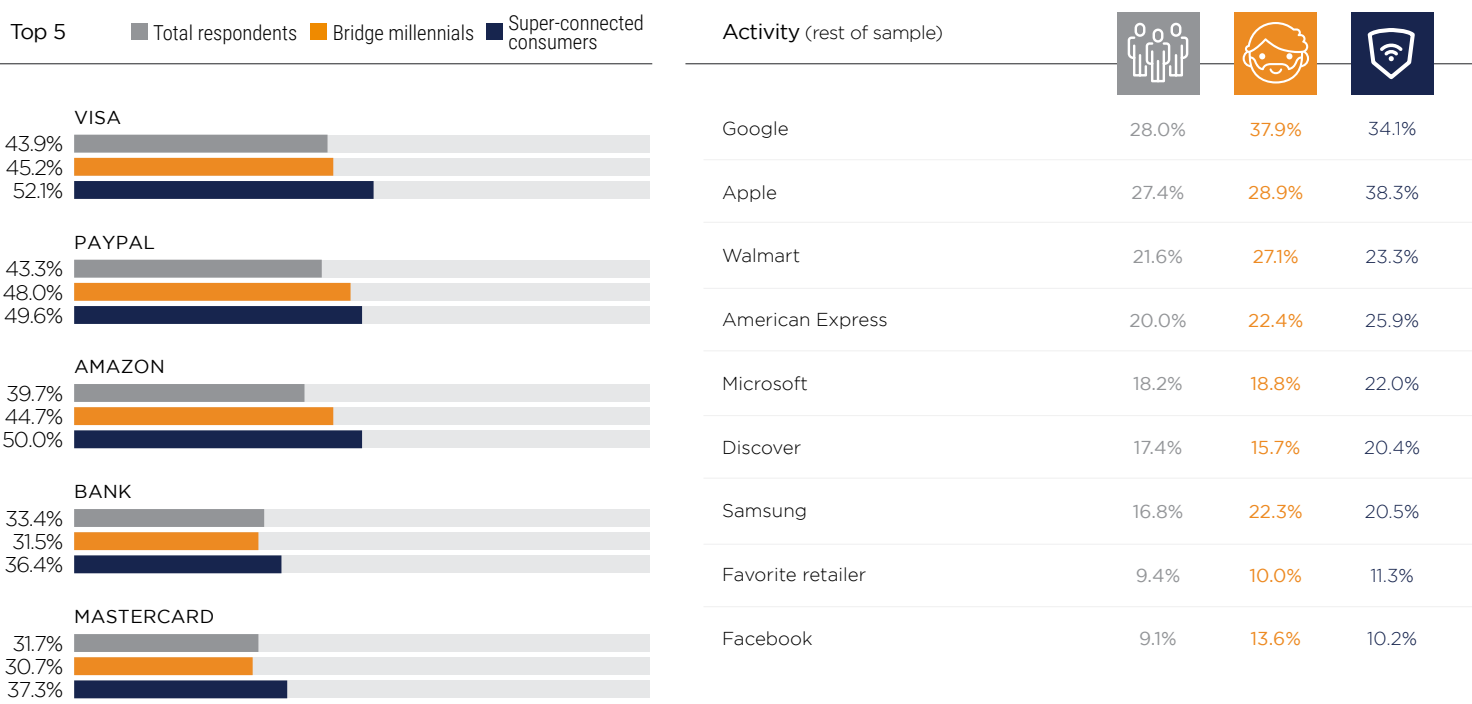 Top 5
Total respondents
Bridge millennials
Super-connected
consumers
VISA
43.9%
45.2%
52.1%
PAYPAL
43.3%
48.0%
49.6%
AMAZON
39.7%
44.7%
50.0%
BANK
33.4%
31.5%
36.4%
MASTERCARD
31.7%
30.7%
37.3%
Activity (rest of sample)
Google 28.0% 37.9% 34.1%
Apple 27.4% 28.9% 38.3%
Walmart 21.6% 27.1% 23.3%
American Express 20.0% 22.4% 25.9%
Microsoft 18.2% 18.8% 22.0%
Discover 17.4% 15.7% 20.4%
Samsung 16.8% 22.3% 20.5%
Favorite retailer 9.4% 10.0% 11.3%
Facebook 9.1% 13.6% 10.2%